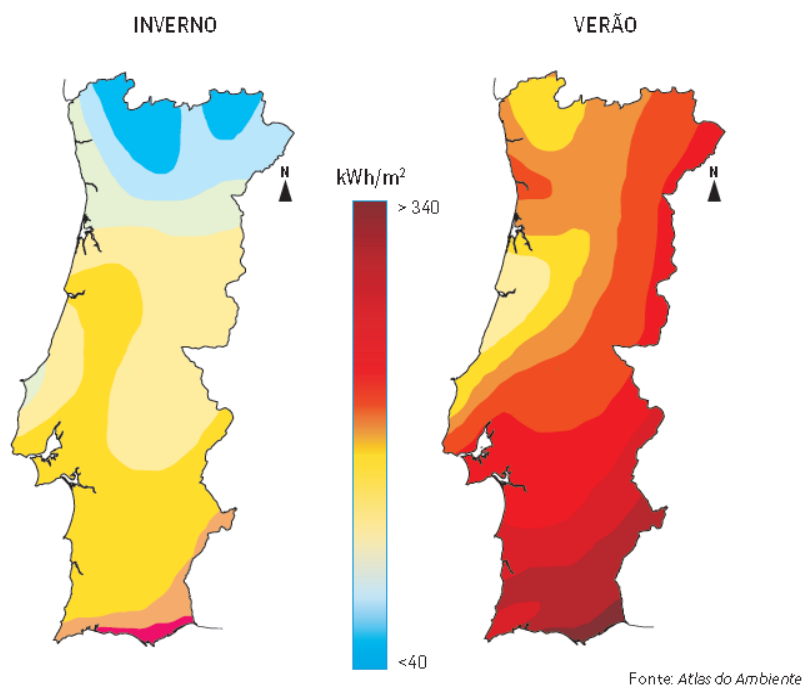 INVERNO
VERÃO
N
kWh/m²
> 340
N
<40
Fonte: Atlas do Ambiente